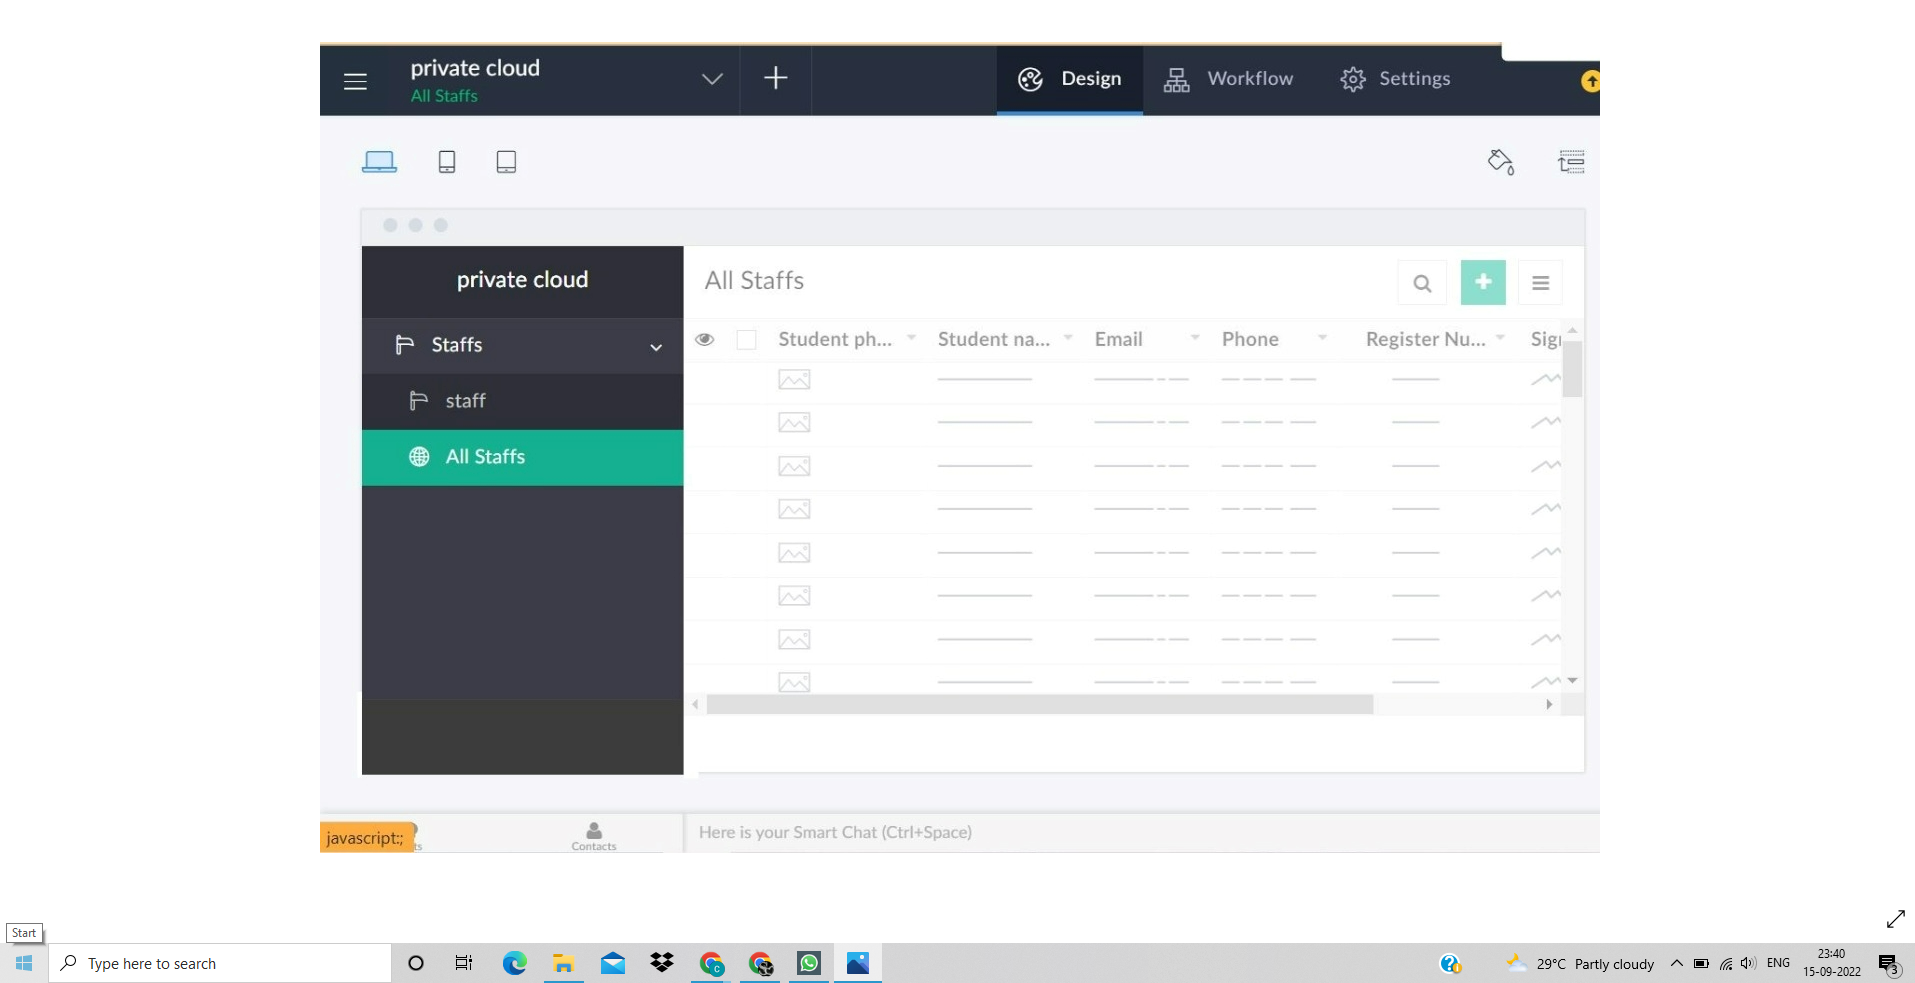 private cloud
All Staffs
Design
Workflow
Settings
private cloud
Staffs
staff
All Staffs
All Staffs
Student ph...
Student na...
Email
Phone
Register Nu...
javascript:;
Contacts
Here is your Smart Chat (Ctrl+Space)
Start
Type here to search
29°C Partly cloudy
ENG
23:40
15-09-2022
3